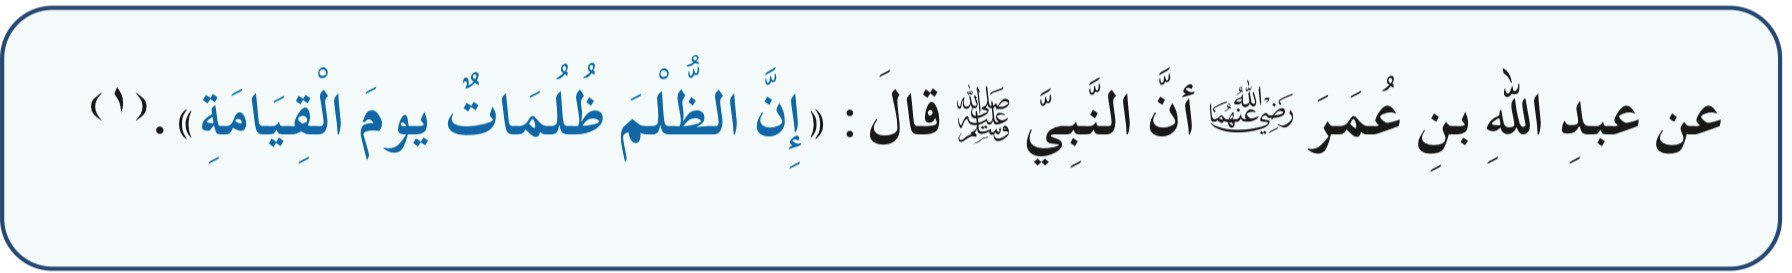 عن عبدِ اللهِ بنِ عُمَرَ رَضِيَ اللهُ عَنْهُمَا أنَّ النَّبِيَّ ﷺ قالَ : «إِنَّ الظُّلْمَ ظُلُمَاتٌ يومَ الْقِيَامَةِ» . (١)